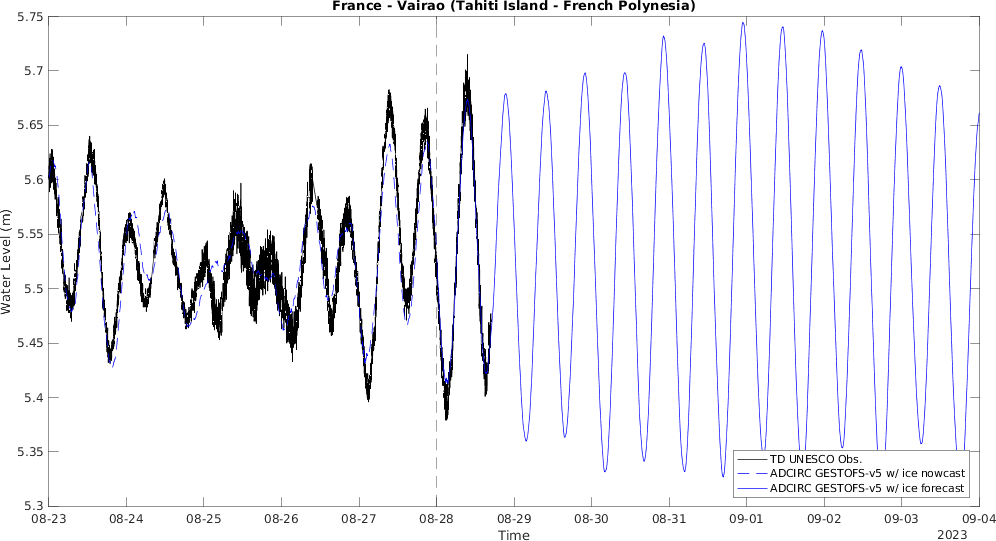 France - Vairao (Tahiti Island - French Polynesia)
5.75
5.7
5.65
5.6
5.55
5.5
5.45
5.4
5.35
5.3
Water Level (m)
TD UNESCO Obs.
ADCIRC GESTOFS-v5 w/ ice nowcast
ADCIRC GESTOFS-v5 w/ ice forecast
08-23 08-24 08-25 08-26 08-27 08-28 08-29 08-30 08-31 09-01 09-02 09-03 09-04
Time
2023